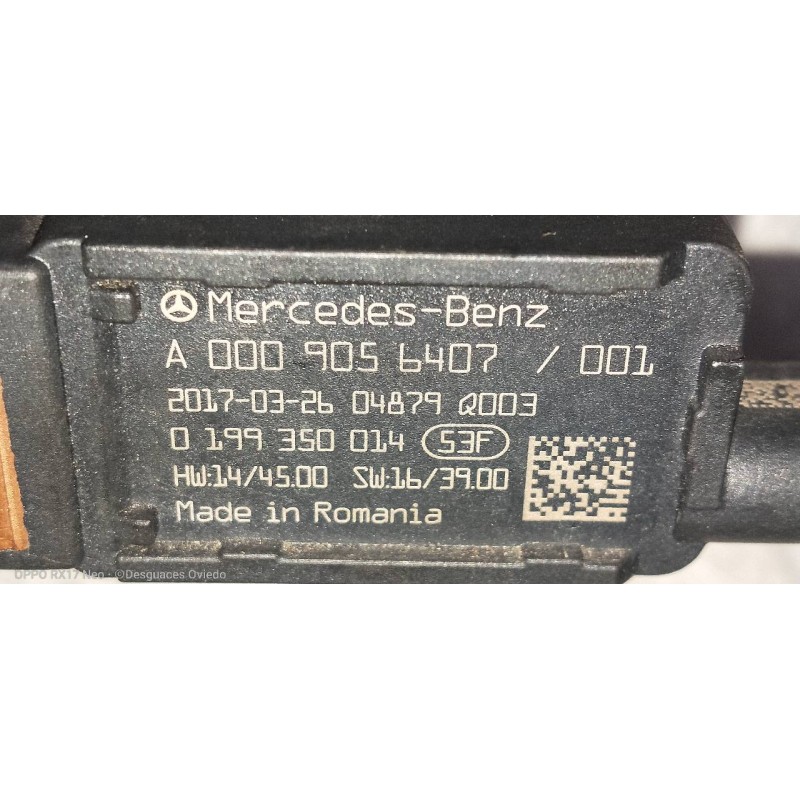 Mercedes-Benz
A 000 905 6407 / 001
2017-03-26 04879 Q003
0 199 350 014 53F
HW:14/45.00 SW:16/39.00
Made in Romania
OPPO RX17 Neo · ©Desguaces Oviedo